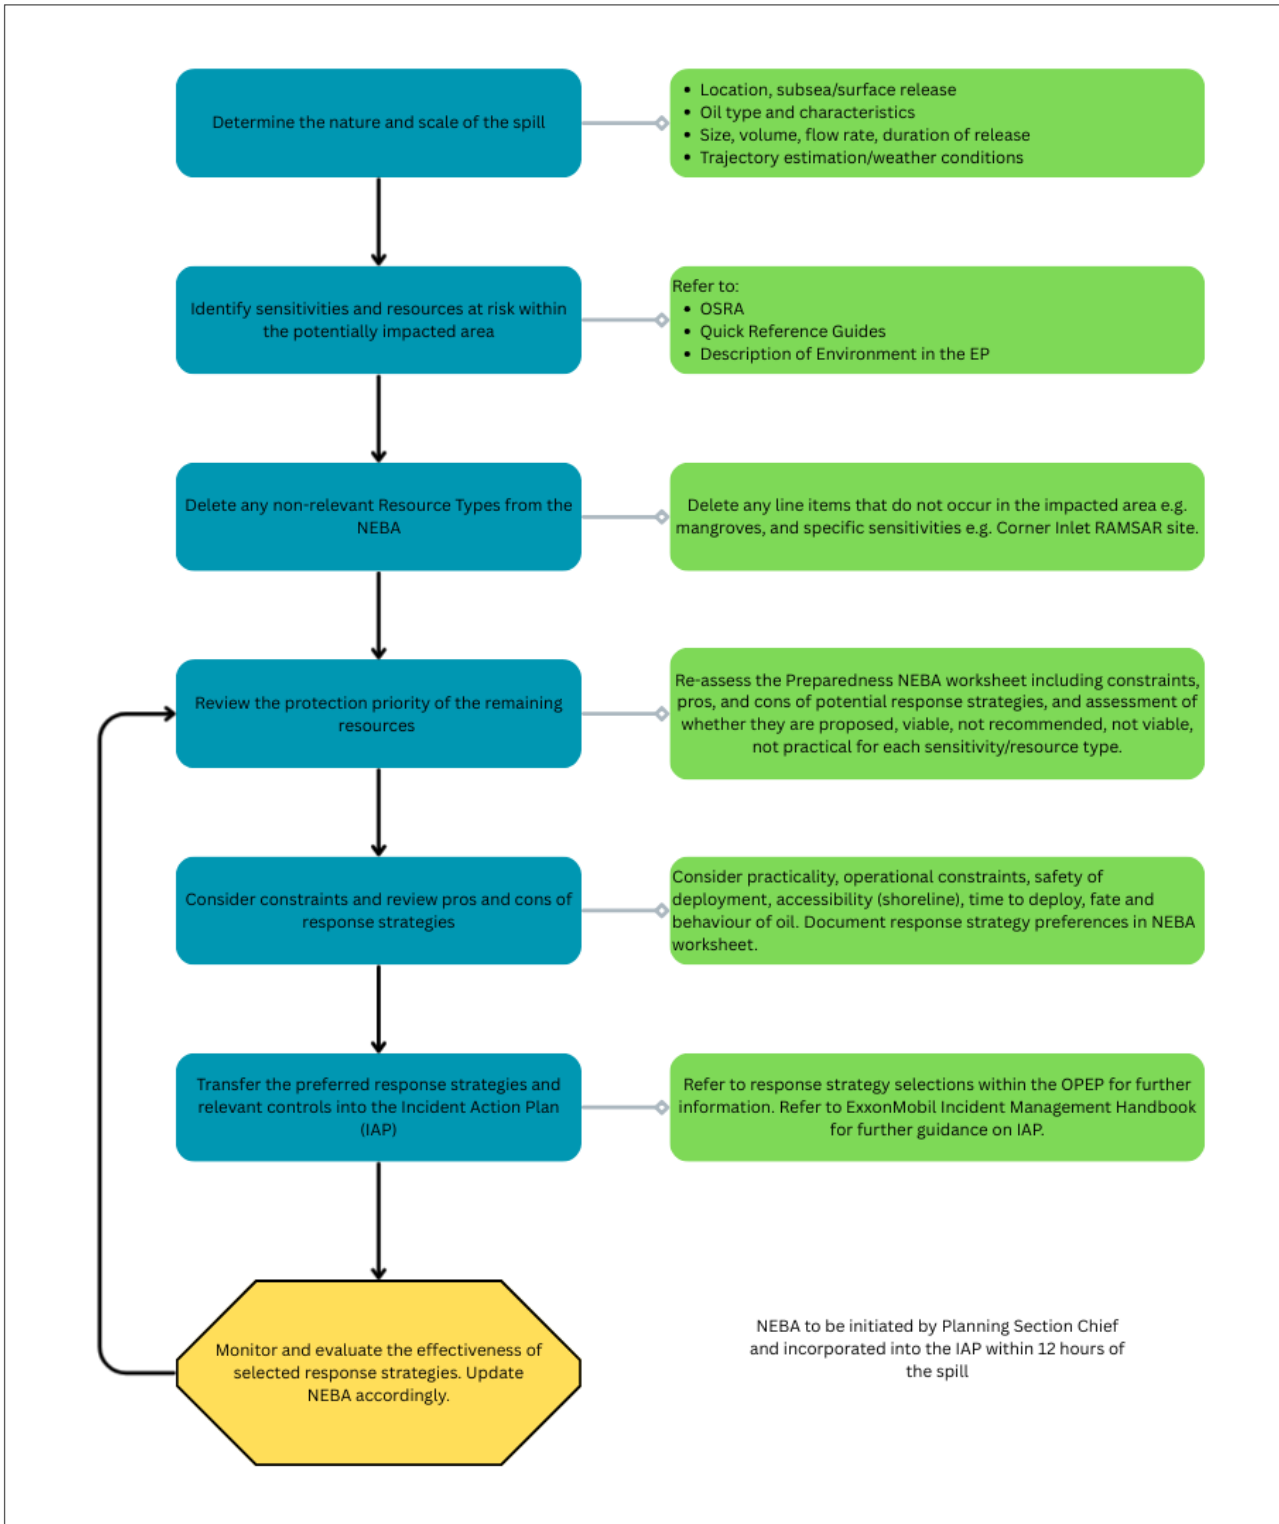 Determine the nature and scale of the spill
• Location, subsea/surface release
• Oil type and characteristics
• Size, volume, flow rate, duration of release
• Trajectory estimation/weather conditions
Identify sensitivities and resources at risk within
the potentially impacted area
Refer to:
• OSRA
• Quick Reference Guides
• Description of Environment in the EP
Delete any non-relevant Resource Types from the
NEBA
Delete any line items that do not occur in the impacted area e.g.
mangroves, and specific sensitivities e.g. Corner Inlet RAMSAR site.
Review the protection priority of the remaining
resources
Re-assess the Preparedness NEBA worksheet including constraints,
pros, and cons of potential response strategies, and assessment of
whether they are proposed, viable, not recommended, not viable,
not practical for each sensitivity/resource type.
Consider constraints and review pros and cons of
response strategies
Consider practicality, operational constraints, safety of
deployment, accessibility (shoreline), time to deploy, fate and
behaviour of oil. Document response strategy preferences in NEBA
worksheet.
Transfer the preferred response strategies and
relevant controls into the Incident Action Plan
(IAP)
Refer to response strategy selections within the OPEP for further
information. Refer to ExxonMobil Incident Management Handbook
for further guidance on IAP.
Monitor and evaluate the effectiveness of
selected response strategies. Update
NEBA accordingly.
NEBA to be initiated by Planning Section Chief
and incorporated into the IAP within 12 hours of
the spill